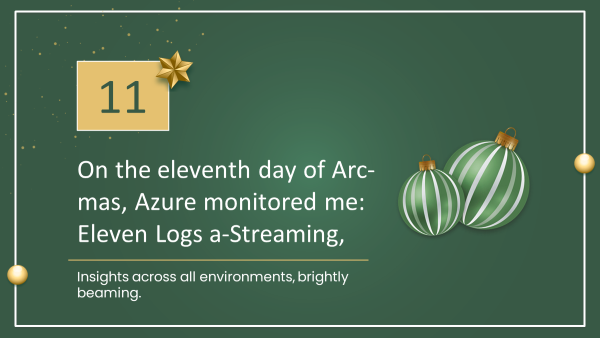 11
On the eleventh day of Arc-
mas, Azure monitored me:
Eleven Logs a-Streaming,
Insights across all environments, brightly
beaming.